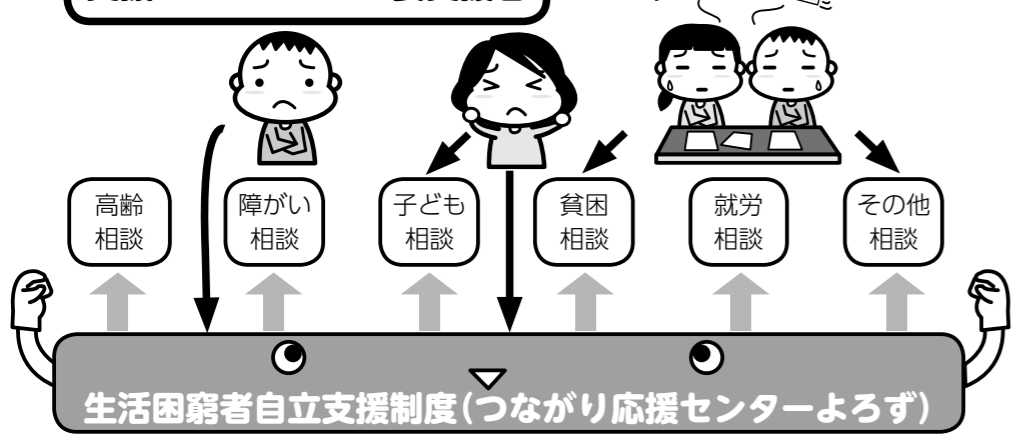 高齢
相談
障がい
相談
子ども
相談
貧困
相談
就労
相談
その他
相談
生活困窮者自立支援制度(つながり応援センターよろず)